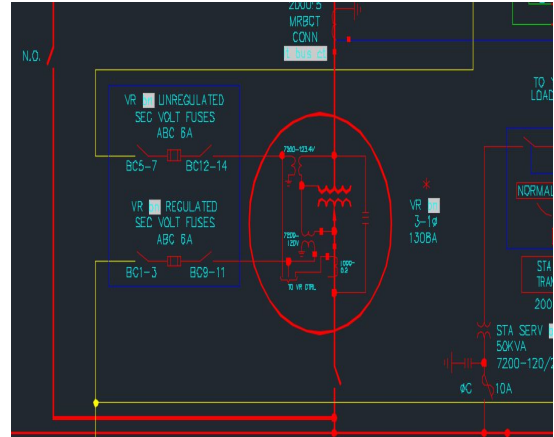 2000:5
MRBCT
CONN
N.O.
VR UNREGULATED
SEC VOLT FUSES
ABC 6A
BC5-7
BC12-14
VR REGULATED
SEC VOLT FUSES
ABC 6A
BC1-3
BC9-11
7200-123.4V
7200-
120V
1000-
0.2
TO VR CTRL
VR
3-1φ
1308A
TO
LOAD
NORMAL
STA
TRAN
200
STA SERV
50KVA
7200-120/2
φC
10A